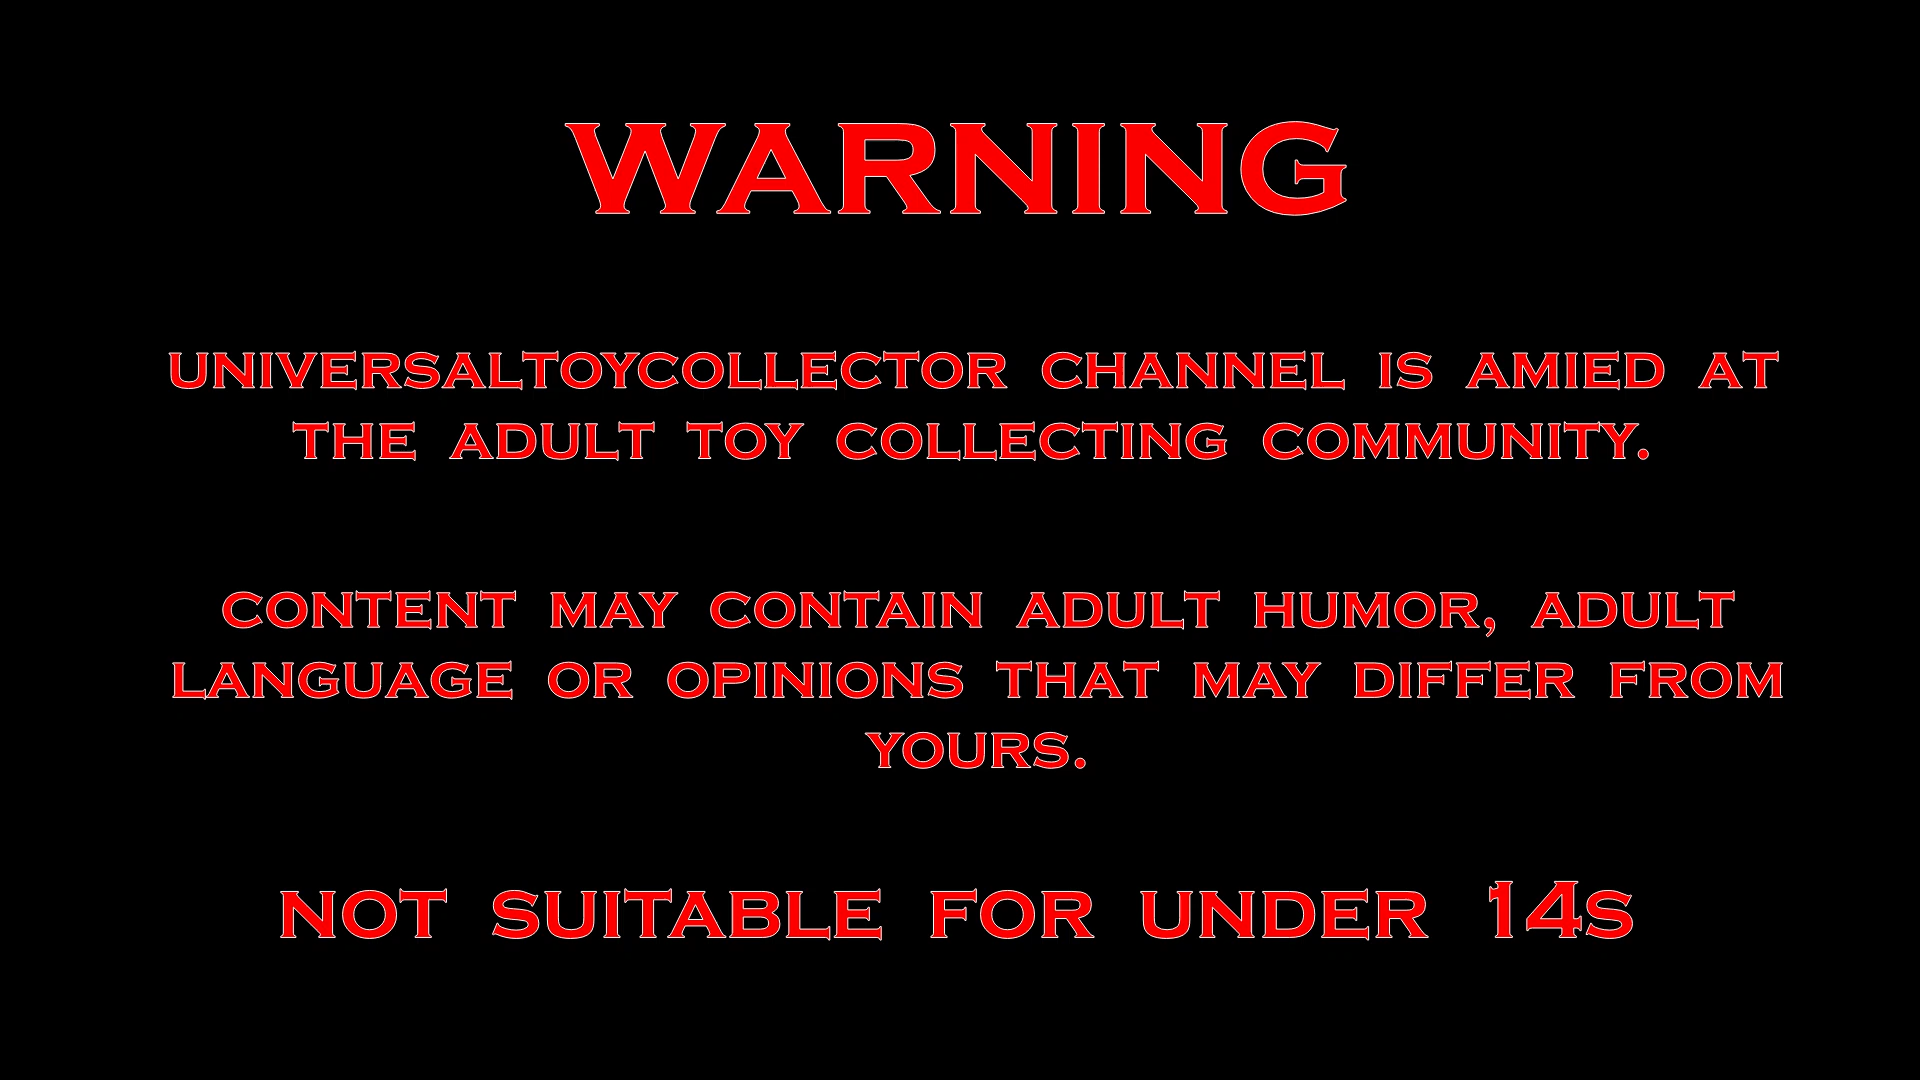 WARNING
UNIVERSALTOYCOLLECTOR CHANNEL IS AMIED AT
THE ADULT TOY COLLECTING COMMUNITY.
CONTENT MAY CONTAIN ADULT HUMOR, ADULT
LANGUAGE OR OPINIONS THAT MAY DIFFER FROM
YOURS.
NOT SUITABLE FOR UNDER 14S